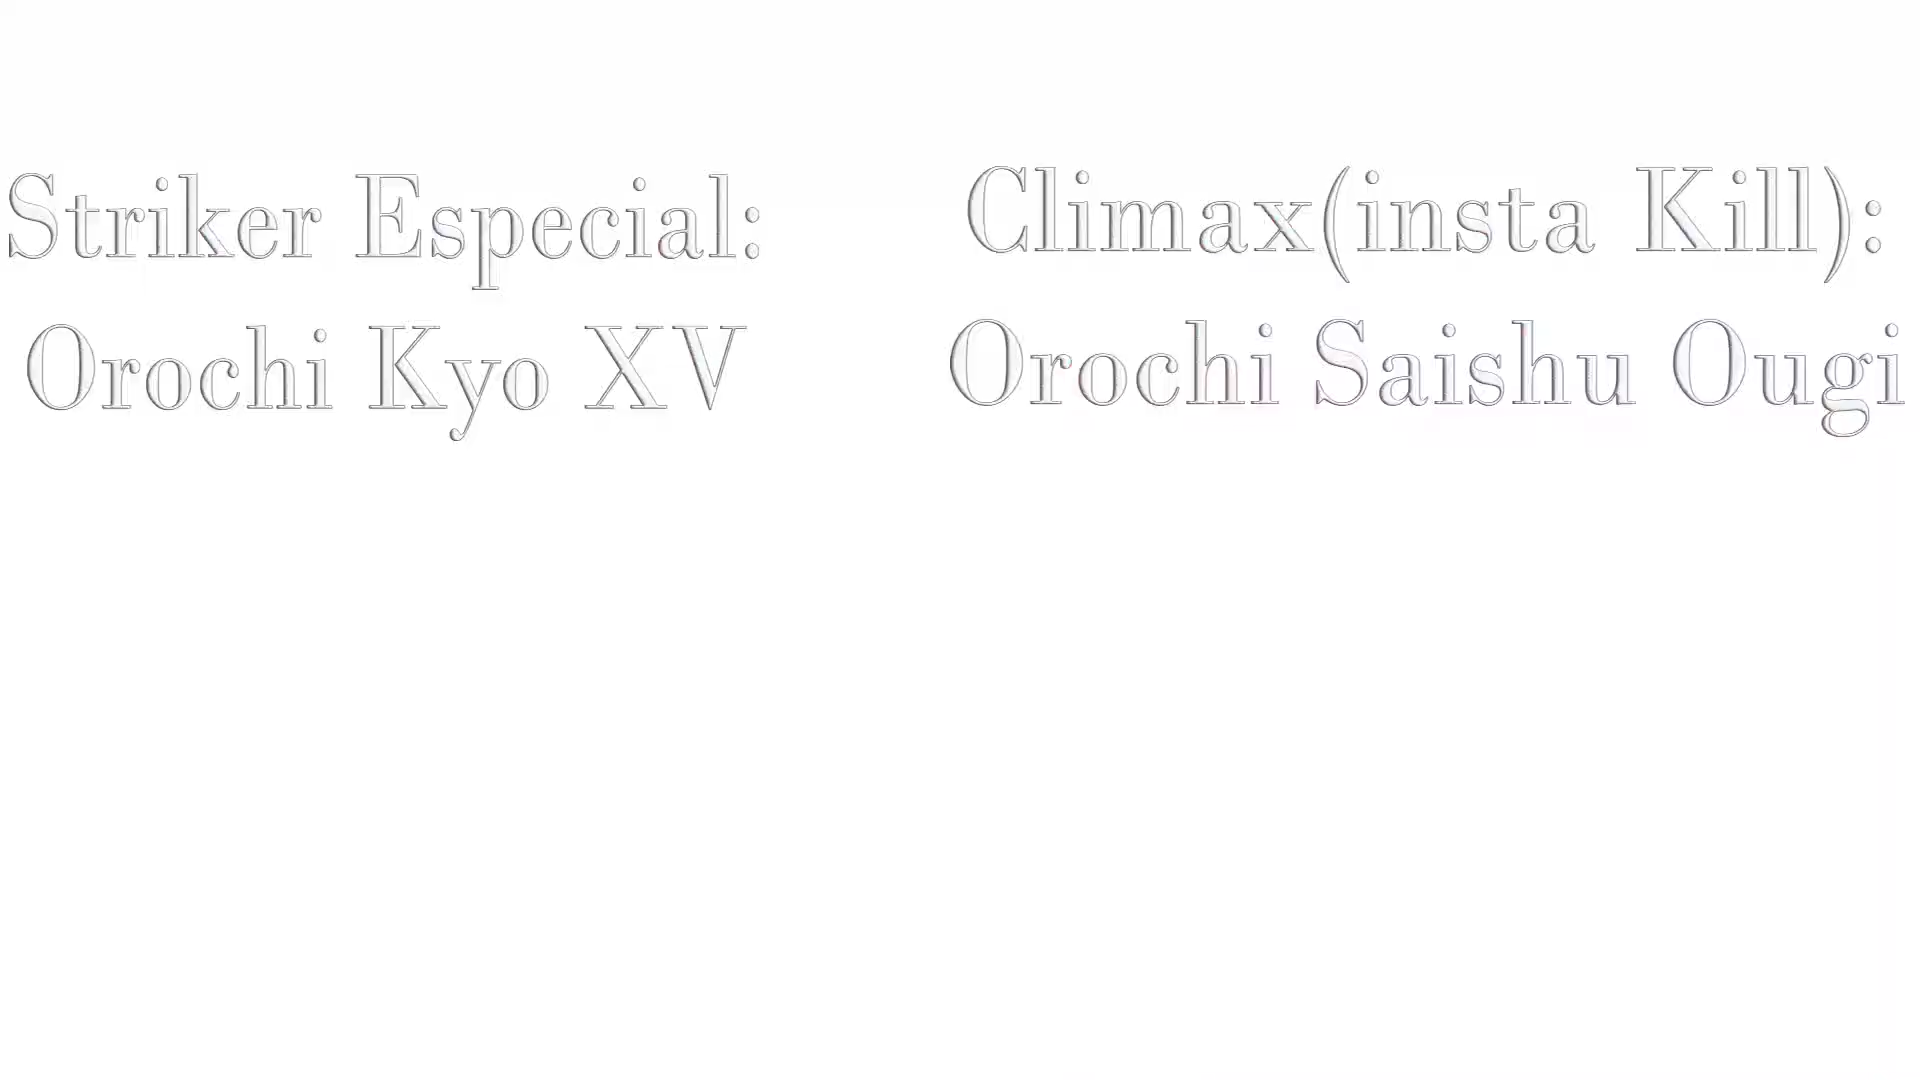 Striker Especial:
Orochi Kyo XV
Climax(insta Kill):
Orochi Saishu Ougi